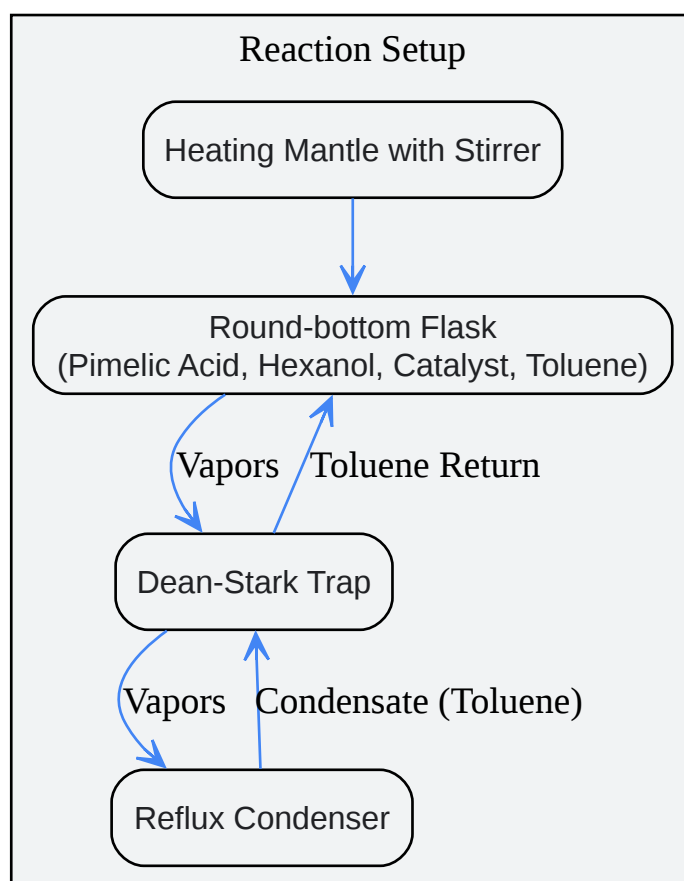 Reaction Setup
Heating Mantle with Stirrer
Round-bottom Flask
(Pimelic Acid, Hexanol, Catalyst, Toluene)
Vapors
Toluene Return
Dean-Stark Trap
Vapors
Condensate (Toluene)
Reflux Condenser